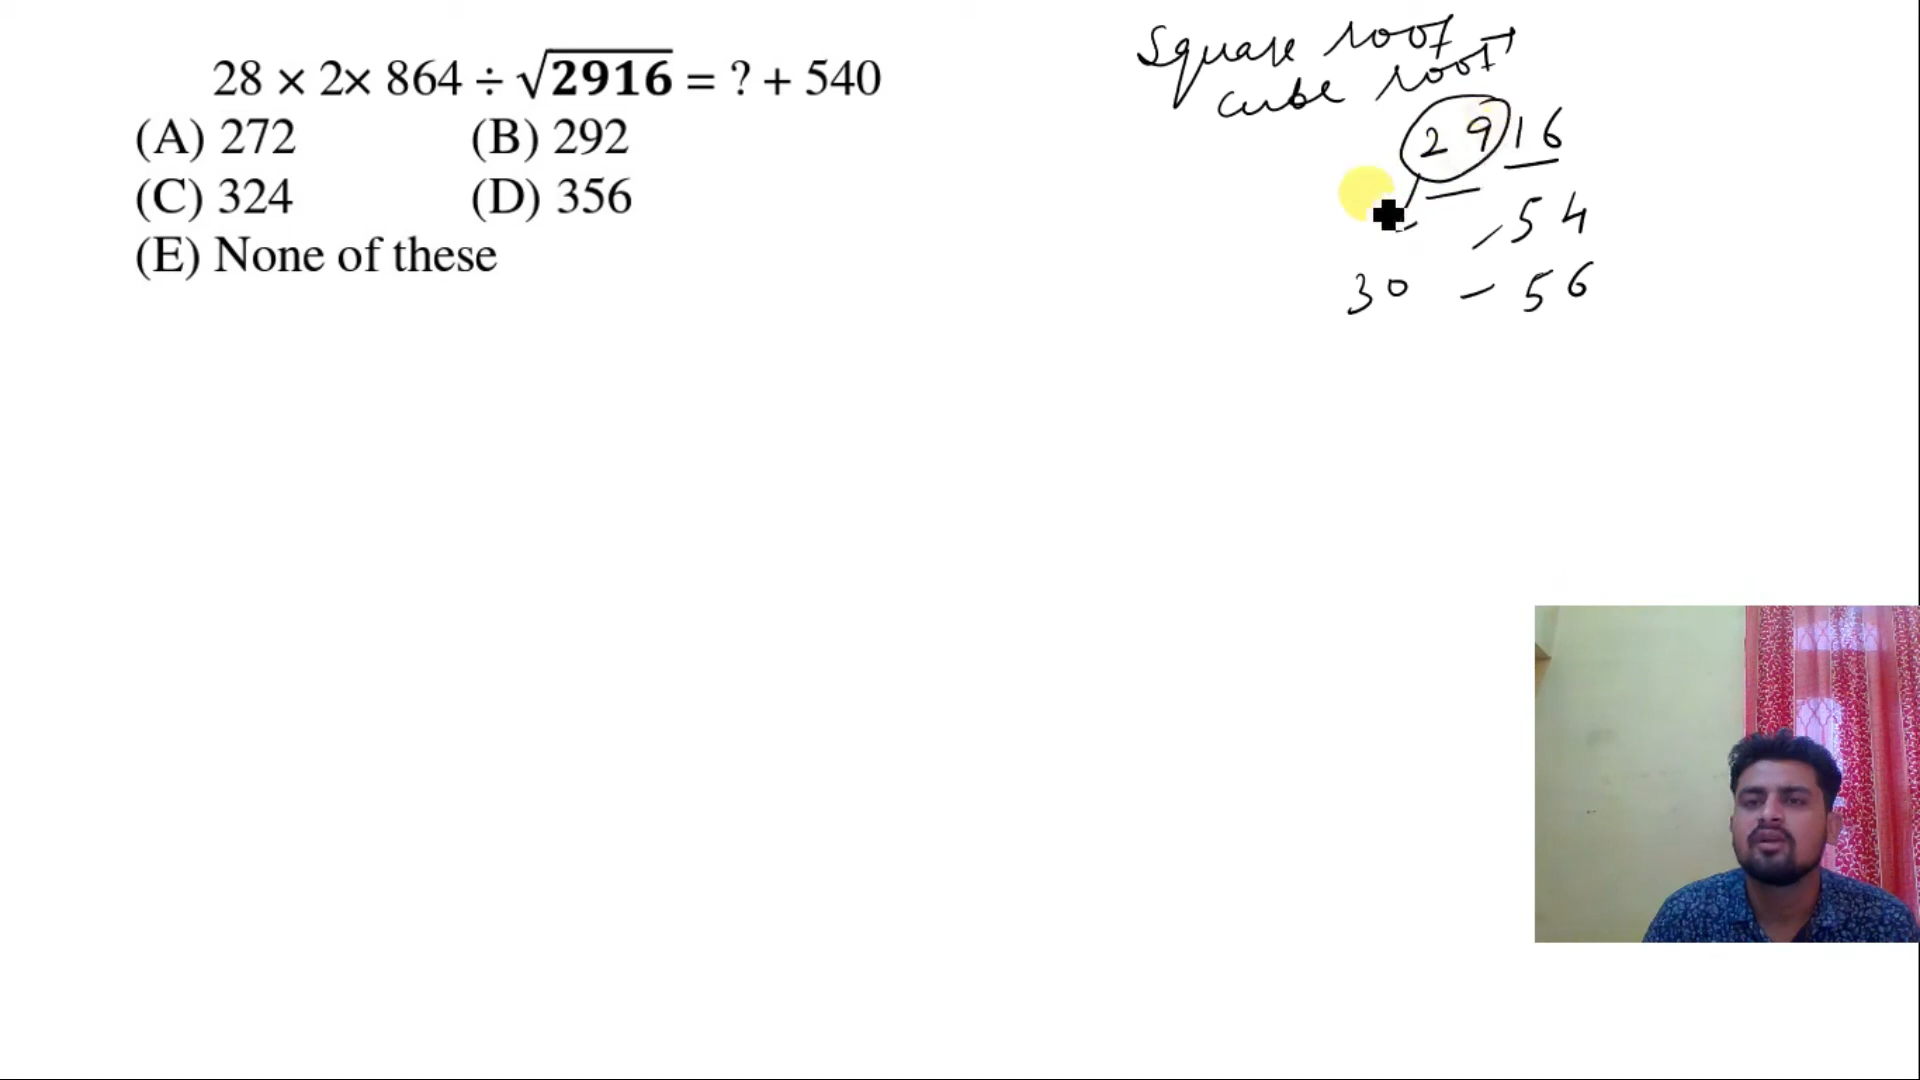 28 × 2× 864 ÷ √2916 = ? + 540
(A) 272 (B) 292
(C) 324 (D) 356
(E) None of these
Square root
cube root
2916
- 54
30 - 56